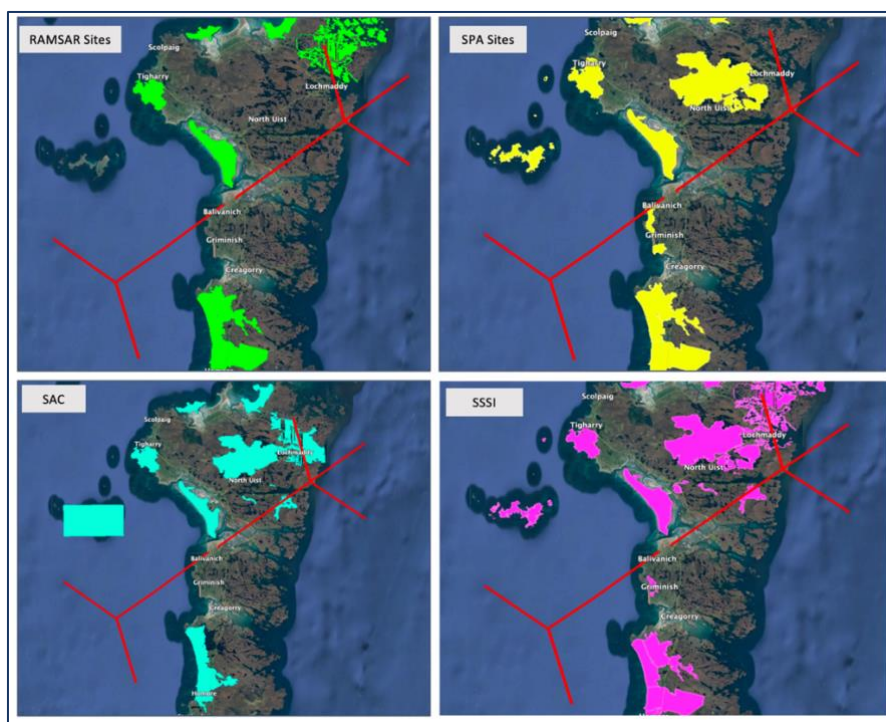 RAMSAR Sites
Scolpaig
Tigharry
Lochmaddy
North Uist
Balivanich
Griminish
Creagorry
SPA Sites
Scolpaig
Tigharry
Lochmaddy
North Uist
Balivanich
Griminish
Creagorry
SAC
Scolpaig
Tigharry
Lochmaddy
North Uist
Balivanich
Griminish
Creagorry
SSSI
Scolpaig
Tigharry
Lochmaddy
North Uist
Balivanich
Griminish
Creagorry